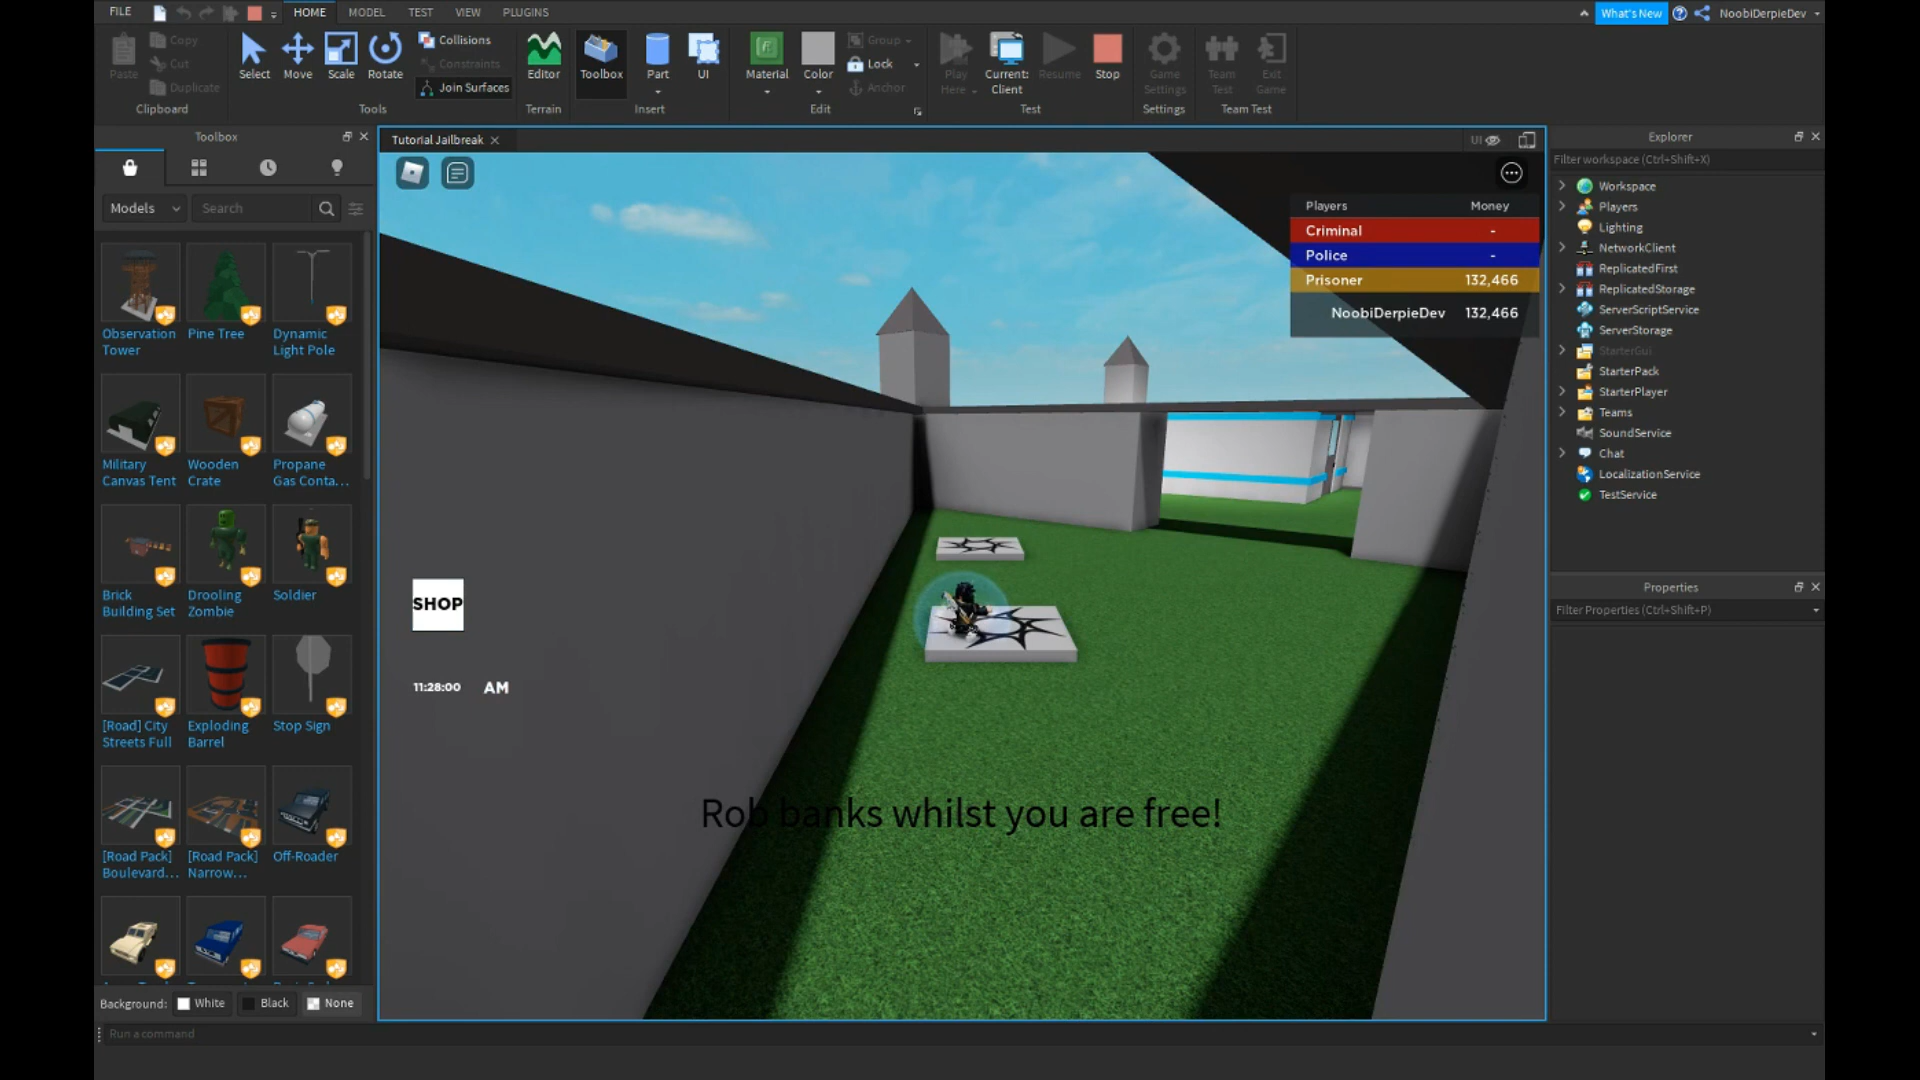 FILE
HOME
MODEL
TEST
VIEW
PLUGINS
What's New
NoobiDerpieDev
Paste
Copy
Cut
Duplicate
Clipboard
Select
Move
Scale
Rotate
Collisions
Constraints
Join Surfaces
Tools
Editor
Terrain
Toolbox
Part
UI
Insert
Material
Color
Group
Lock
Anchor
Edit
Play
Here
Current:
Client
Resume
Stop
Test
Game
Settings
Settings
Team
Test
Exit
Game
Team Test
Toolbox
Models
Search
Observation
Tower
Pine Tree
Dynamic
Light Pole
Military
Canvas Tent
Wooden
Crate
Propane
Gas Conta...
Brick
Building Set
Drooling
Zombie
Soldier
[Road] City
Streets Full
Exploding
Barrel
Stop Sign
[Road Pack]
Boulevard...
[Road Pack]
Narrow...
Off-Roader
Background:
White
Black
None
Run a command
Tutorial Jailbreak
UI
Players Money
Criminal -
Police -
Prisoner 132,466
NoobiDerpieDev 132,466
SHOP
11:28:00 AM
Rob banks whilst you are free!
Explorer
Filter workspace (Ctrl+Shift+X)
Workspace
Players
Lighting
NetworkClient
ReplicatedFirst
ReplicatedStorage
ServerScriptService
ServerStorage
StarterGui
StarterPack
StarterPlayer
Teams
SoundService
Chat
LocalizationService
TestService
Properties
Filter Properties (Ctrl+Shift+P)